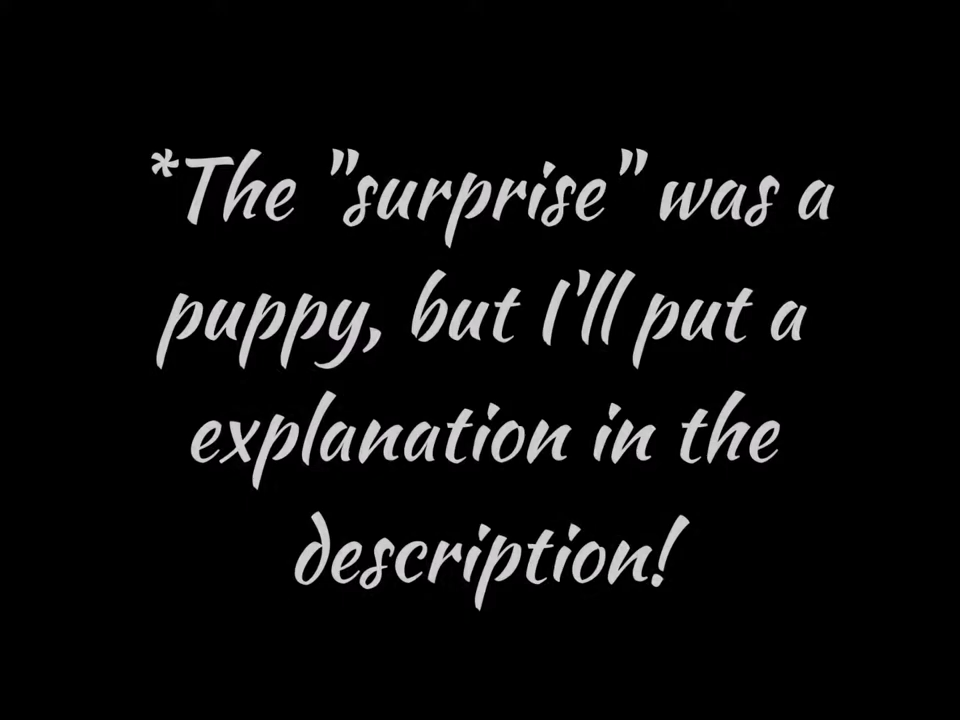 *The "surprise" was a
puppy, but I'll put a
explanation in the
description!